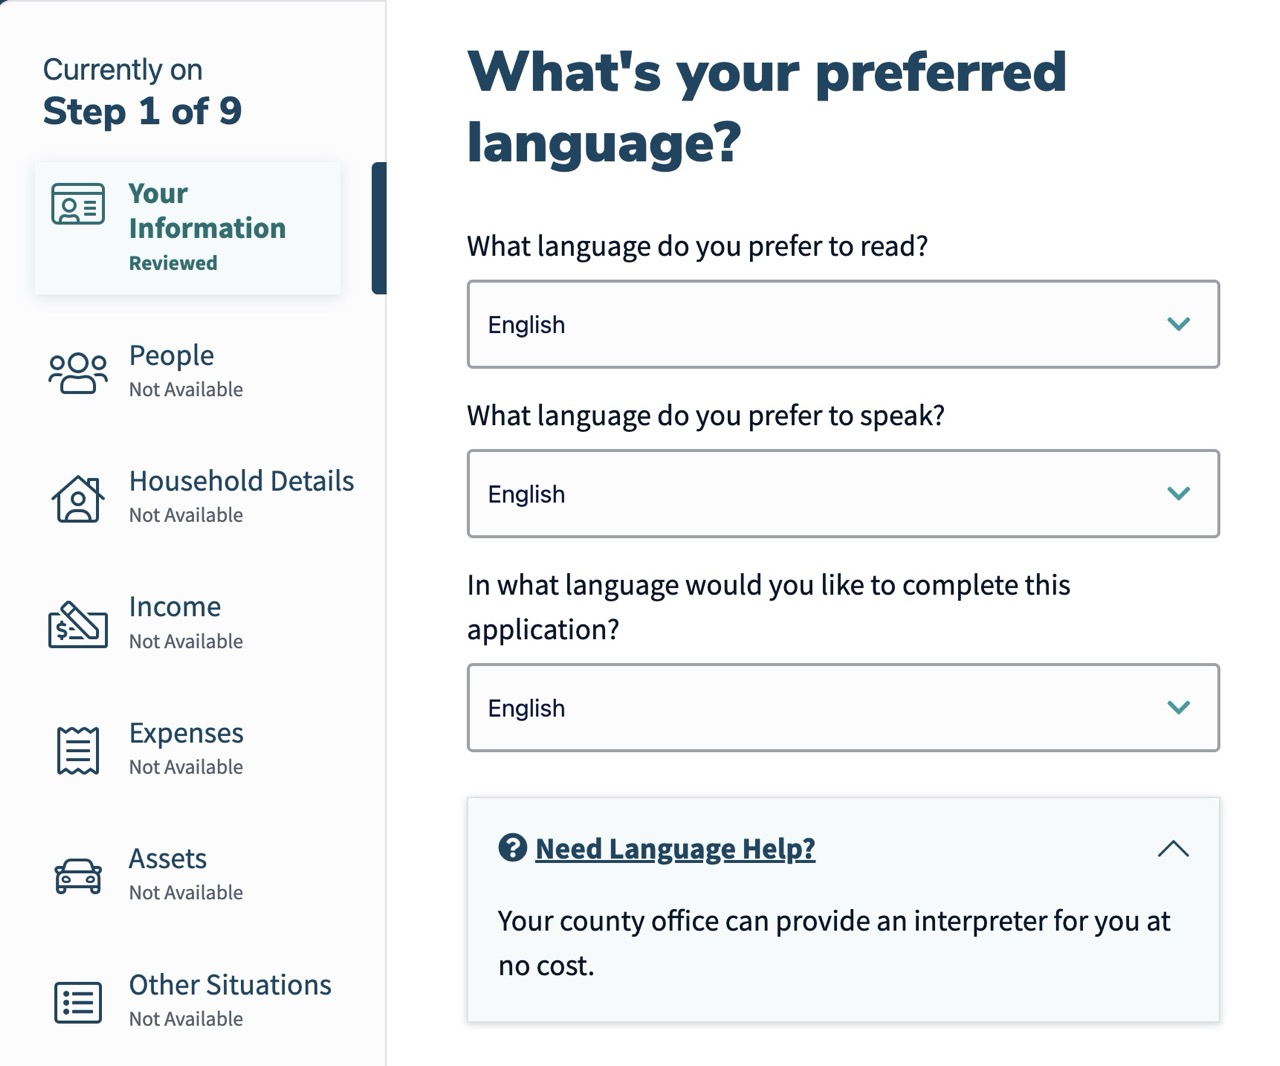 Currently on
Step 1 of 9
Your
Information
Reviewed
People
Not Available
Household Details
Not Available
Income
Not Available
Expenses
Not Available
Assets
Not Available
Other Situations
Not Available
What's your preferred
language?
What language do you prefer to read?
English
What language do you prefer to speak?
English
In what language would you like to complete this
application?
English
Need Language Help?
Your county office can provide an interpreter for you at
no cost.